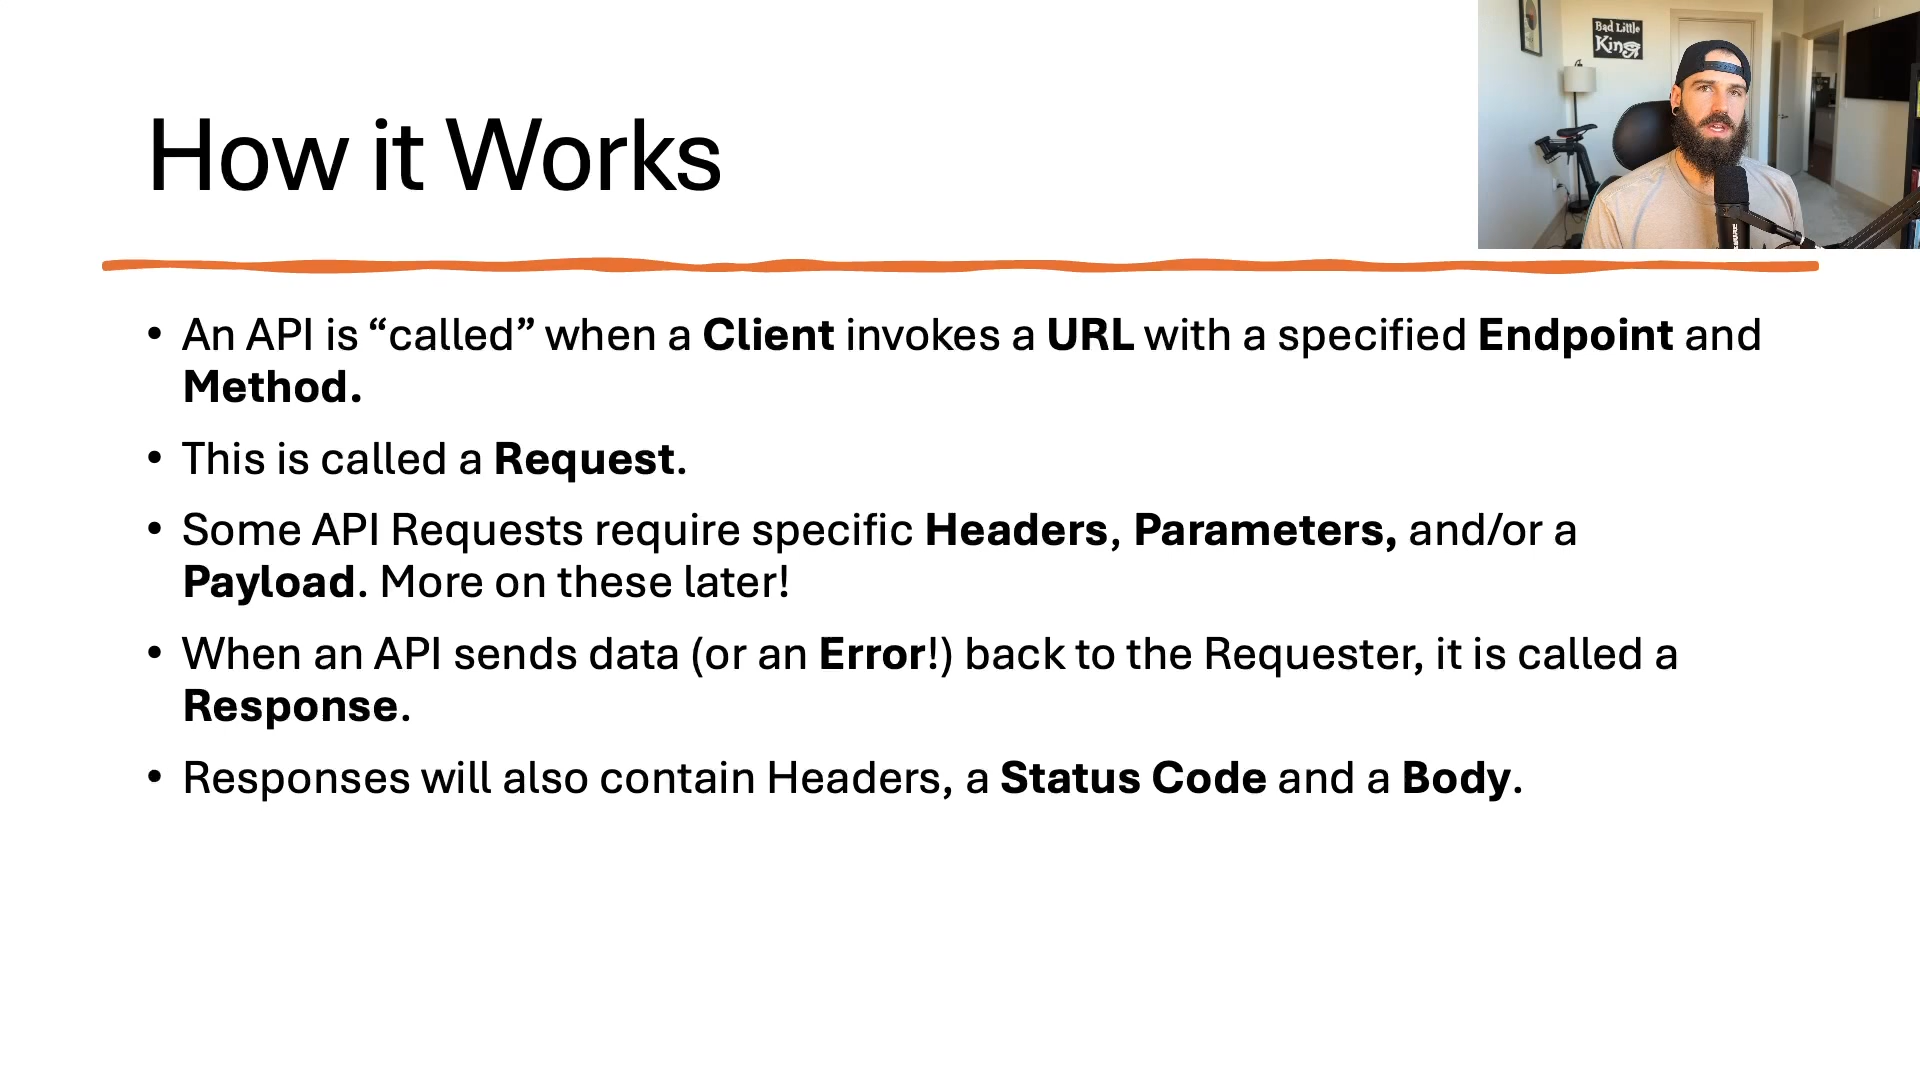 Bad Little
King
How it Works
• An API is “called” when a Client invokes a URL with a specified Endpoint and
Method.
• This is called a Request.
• Some API Requests require specific Headers, Parameters, and/or a
Payload. More on these later!
• When an API sends data (or an Error!) back to the Requester, it is called a
Response.
• Responses will also contain Headers, a Status Code and a Body.